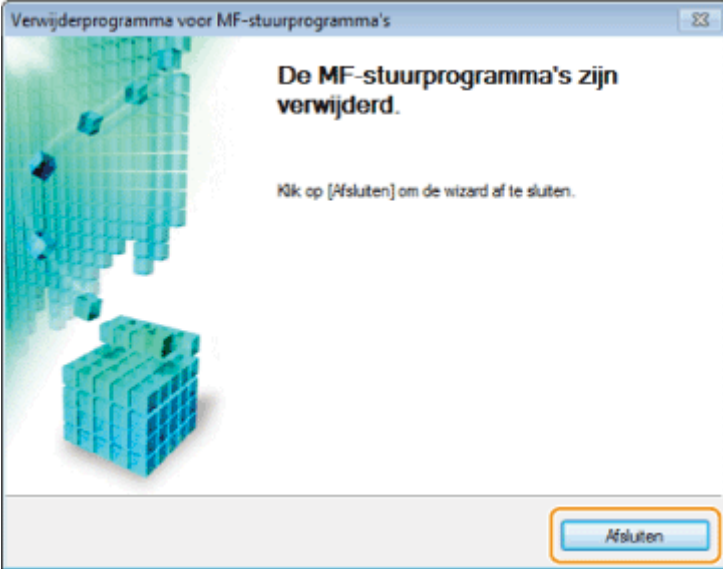 Verwijderprogramma voor MF-stuurprogramma's
De MF-stuurprogramma's zijn
verwijderd.
Klik op [Afsluiten] om de wizard af te sluiten.
Afsluiten